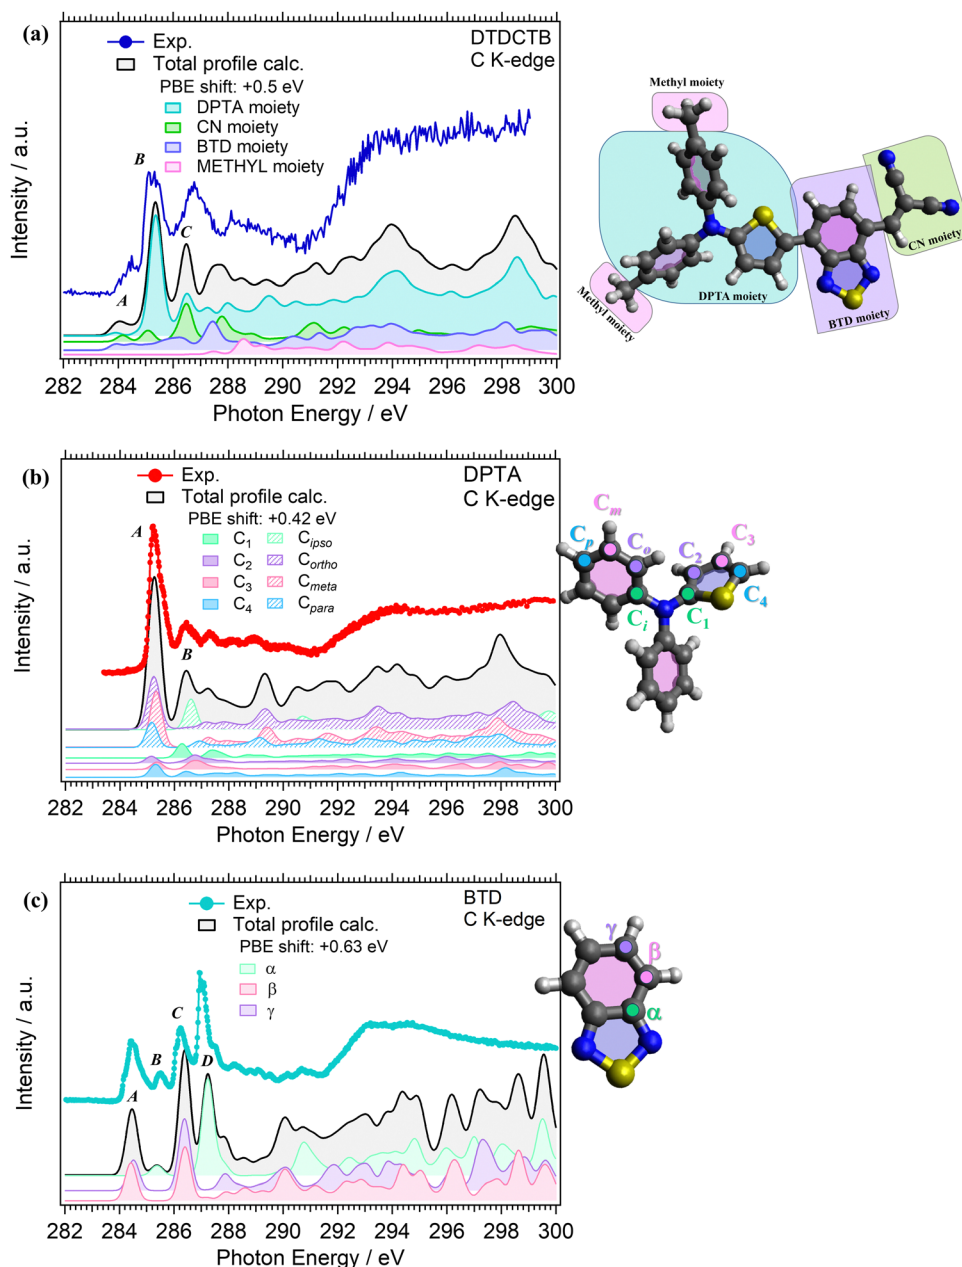 (a)
Exp.
Total profile calc.
PBE shift: +0.5 eV
DPTA moiety
CN moiety
BTD moiety
METHYL moiety
DTDCTB
C K-edge
A
B
C
Intensity / a.u.
282 284 286 288 290 292 294 296 298 300
Photon Energy / eV
Methyl moiety
Methyl moiety
DPTA moiety
BTD moiety
CN moiety
(b)
Exp.
Total profile calc.
PBE shift: +0.42 eV
C1 Cipso
C2 Cortho
C3 Cmeta
C4 Cpara
DPTA
C K-edge
A
B
Intensity / a.u.
282 284 286 288 290 292 294 296 298 300
Photon Energy / eV
Cm
Cp
Co
Ci
C3
C2
C4
C1
(c)
Exp.
Total profile calc.
PBE shift: +0.63 eV
α
β
γ
BTD
C K-edge
A
B
C
D
Intensity / a.u.
282 284 286 288 290 292 294 296 298 300
Photon Energy / eV
γ
β
α